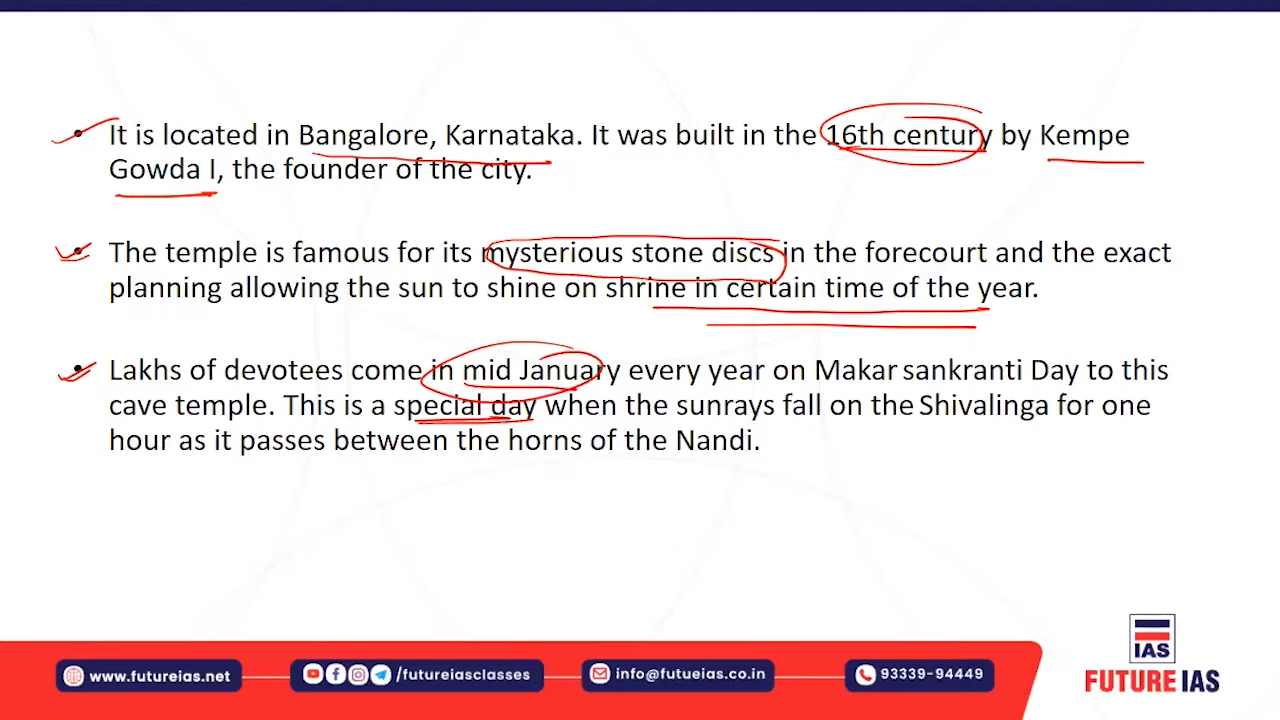 It is located in Bangalore, Karnataka. It was built in the 16th century by Kempe
Gowda I, the founder of the city.
The temple is famous for its mysterious stone discs in the forecourt and the exact
planning allowing the sun to shine on shrine in certain time of the year.
Lakhs of devotees come in mid January every year on Makar sankranti Day to this
cave temple. This is a special day when the sunrays fall on the Shivalinga for one
hour as it passes between the horns of the Nandi.
IAS
FUTURE IAS
www.futureias.net
/futureiasclasses
info@futueias.co.in
93339-94449